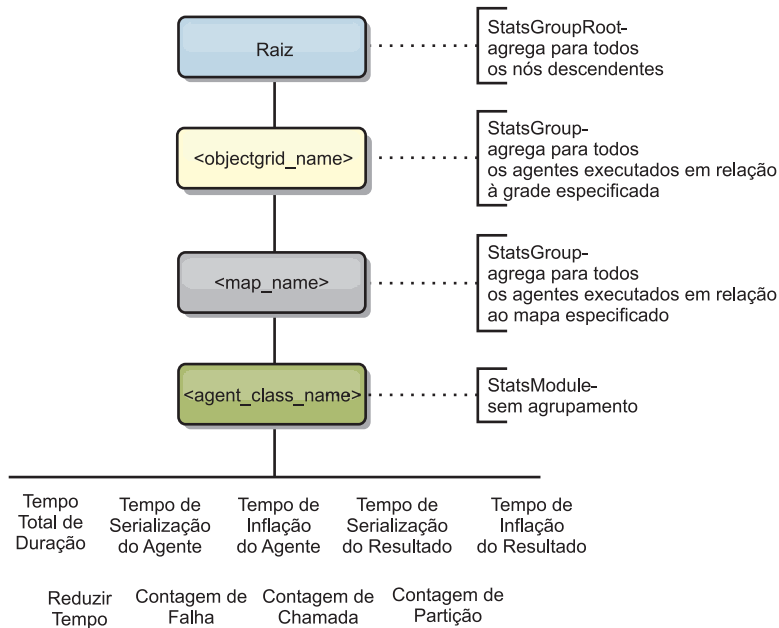 Raiz
StatsGroupRoot-
agrega para todos
os nós descendentes
<objectgrid_name>
StatsGroup-
agrega para todos
os agentes executados em relação
à grade especificada
<map_name>
StatsGroup-
agrega para todos
os agentes executados em relação
ao mapa especificado
<agent_class_name>
StatsModule-
sem agrupamento
Tempo
Total de
Duração
Tempo de
Serialização
do Agente
Tempo de
Inflação
do Agente
Tempo de
Serialização
do Resultado
Tempo de
Inflação
do Resultado
Reduzir
Tempo
Contagem de
Falha
Contagem de
Chamada
Contagem de
Partição